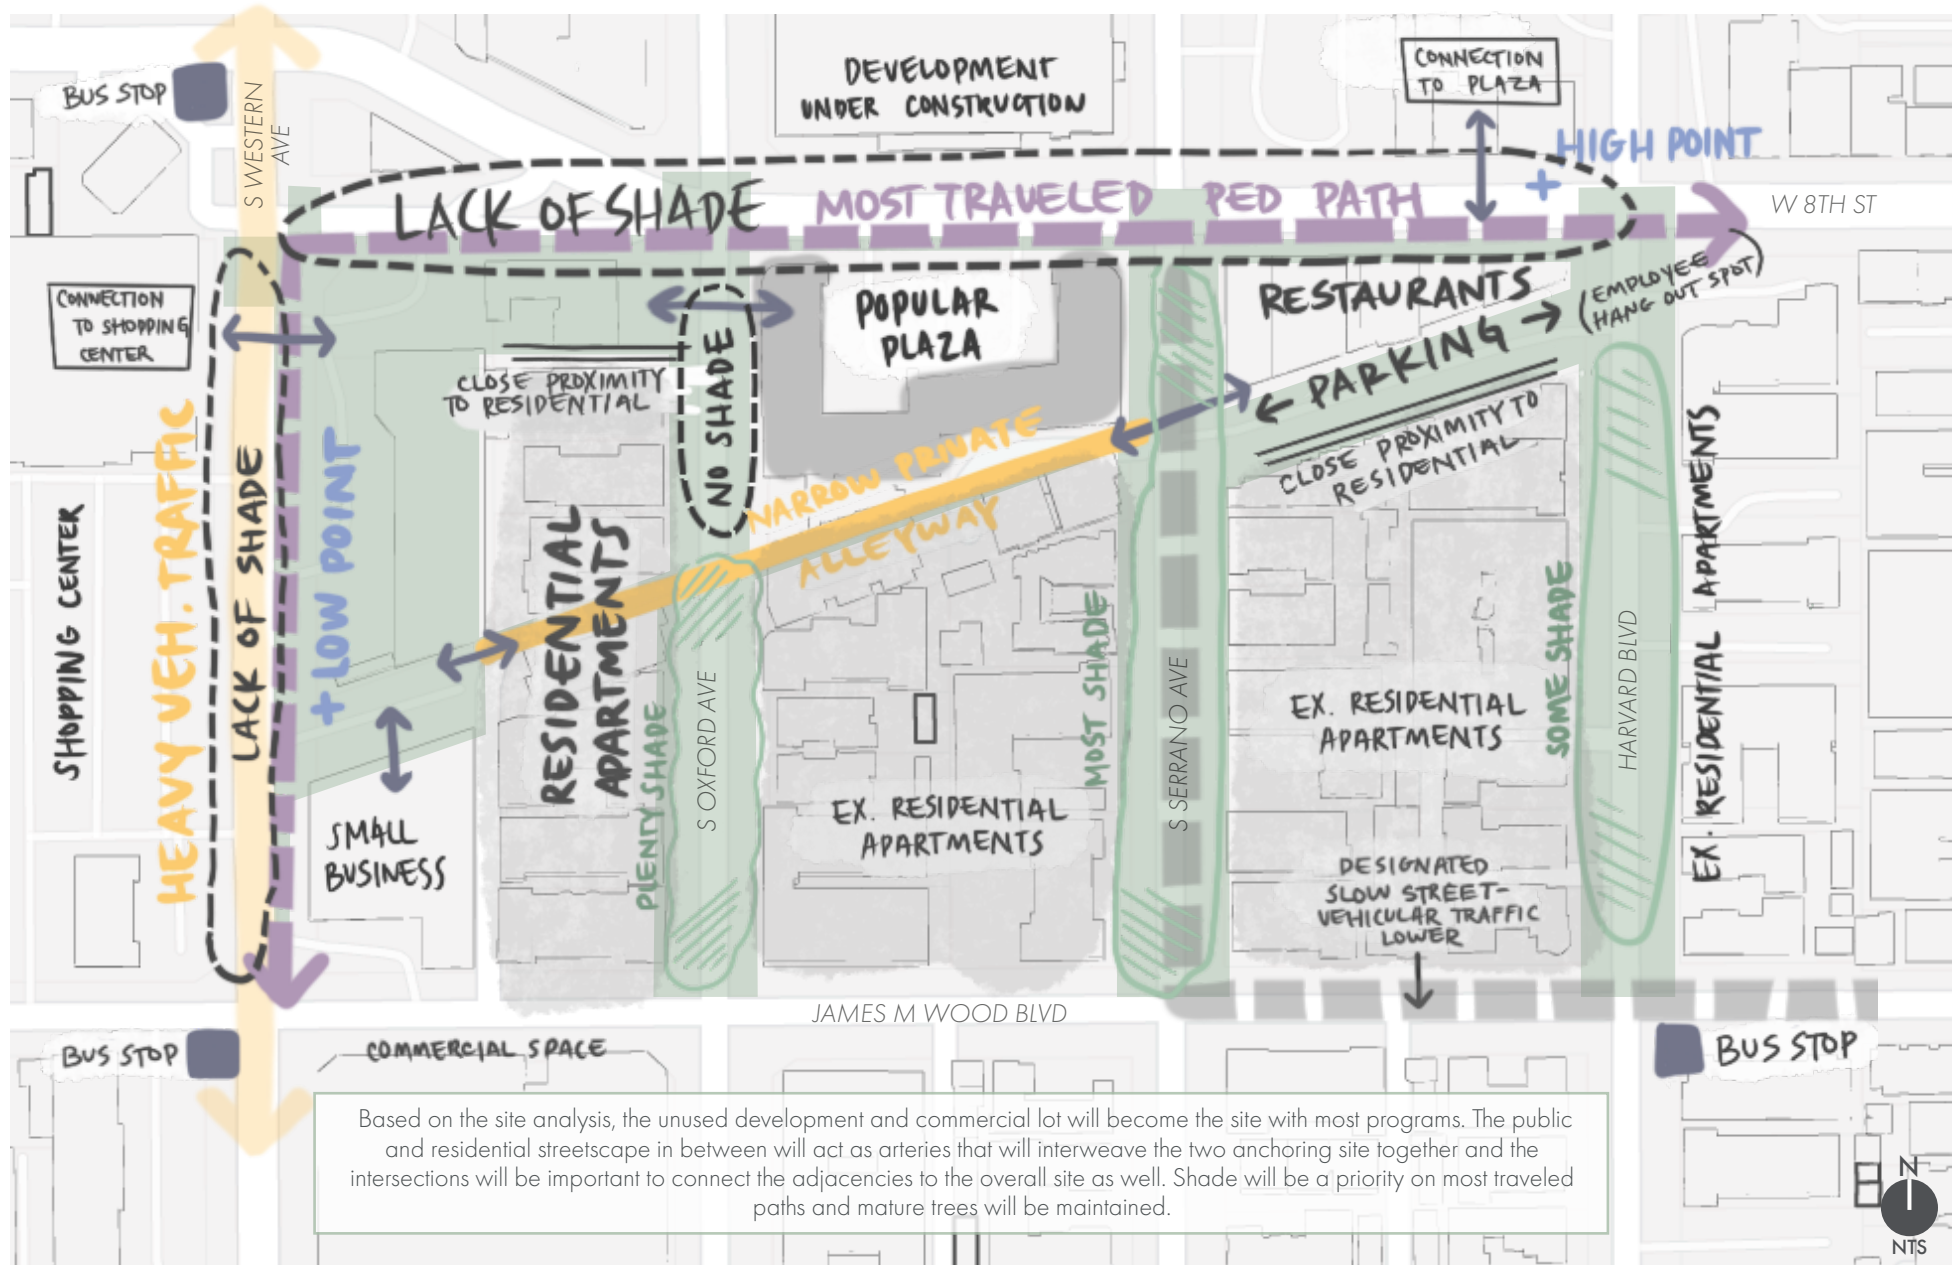 BUS STOP
S WESTERN
AVE
DEVELOPMENT
UNDER CONSTRUCTION
CONNECTION
TO PLAZA
HIGH POINT
+
W 8TH ST
LACK OF SHADE
MOST TRAVELED PED PATH
CONNECTION
TO SHOPPING
CENTER
CLOSE PROXIMITY
TO RESIDENTIAL
NO SHADE
POPULAR
PLAZA
RESTAURANTS
(EMPLOYEE
HANG OUT SPOT)
PARKING
CLOSE PROXIMITY TO
RESIDENTIAL
SHOPPING CENTER
HEAVY VEH. TRAFFIC
LACK OF SHADE
+ LOW POINT
RESIDENTIAL
APARTMENTS
NARROW PRIVATE
ALLEYWAY
PLENTY SHADE
S OXFORD AVE
MOST SHADE
S SERRANO AVE
SOME SHADE
HARVARD BLVD
EX. RESIDENTIAL APARTMENTS
EX. RESIDENTIAL
APARTMENTS
EX. RESIDENTIAL
APARTMENTS
SMALL
BUSINESS
DESIGNATED
SLOW STREET-
VEHICULAR TRAFFIC
LOWER
JAMES M WOOD BLVD
BUS STOP
COMMERCIAL SPACE
BUS STOP
Based on the site analysis, the unused development and commercial lot will become the site with most programs. The public
and residential streetscape in between will act as arteries that will interweave the two anchoring site together and the
intersections will be important to connect the adjacencies to the overall site as well. Shade will be a priority on most traveled
paths and mature trees will be maintained.
N
NTS